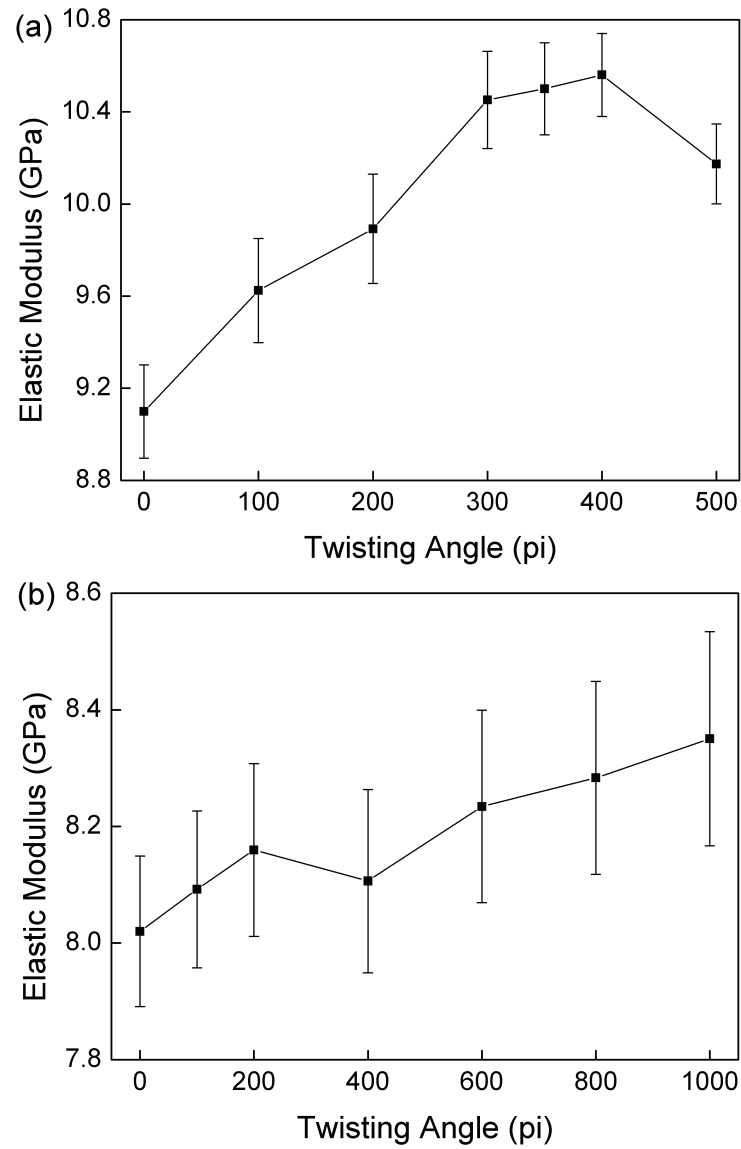 (a)
10.8
10.4
10.0
9.6
9.2
8.8
Elastic Modulus (GPa)
0 100 200 300 400 500
Twisting Angle (pi)
(b)
8.6
8.4
8.2
8.0
7.8
Elastic Modulus (GPa)
0 200 400 600 800 1000
Twisting Angle (pi)